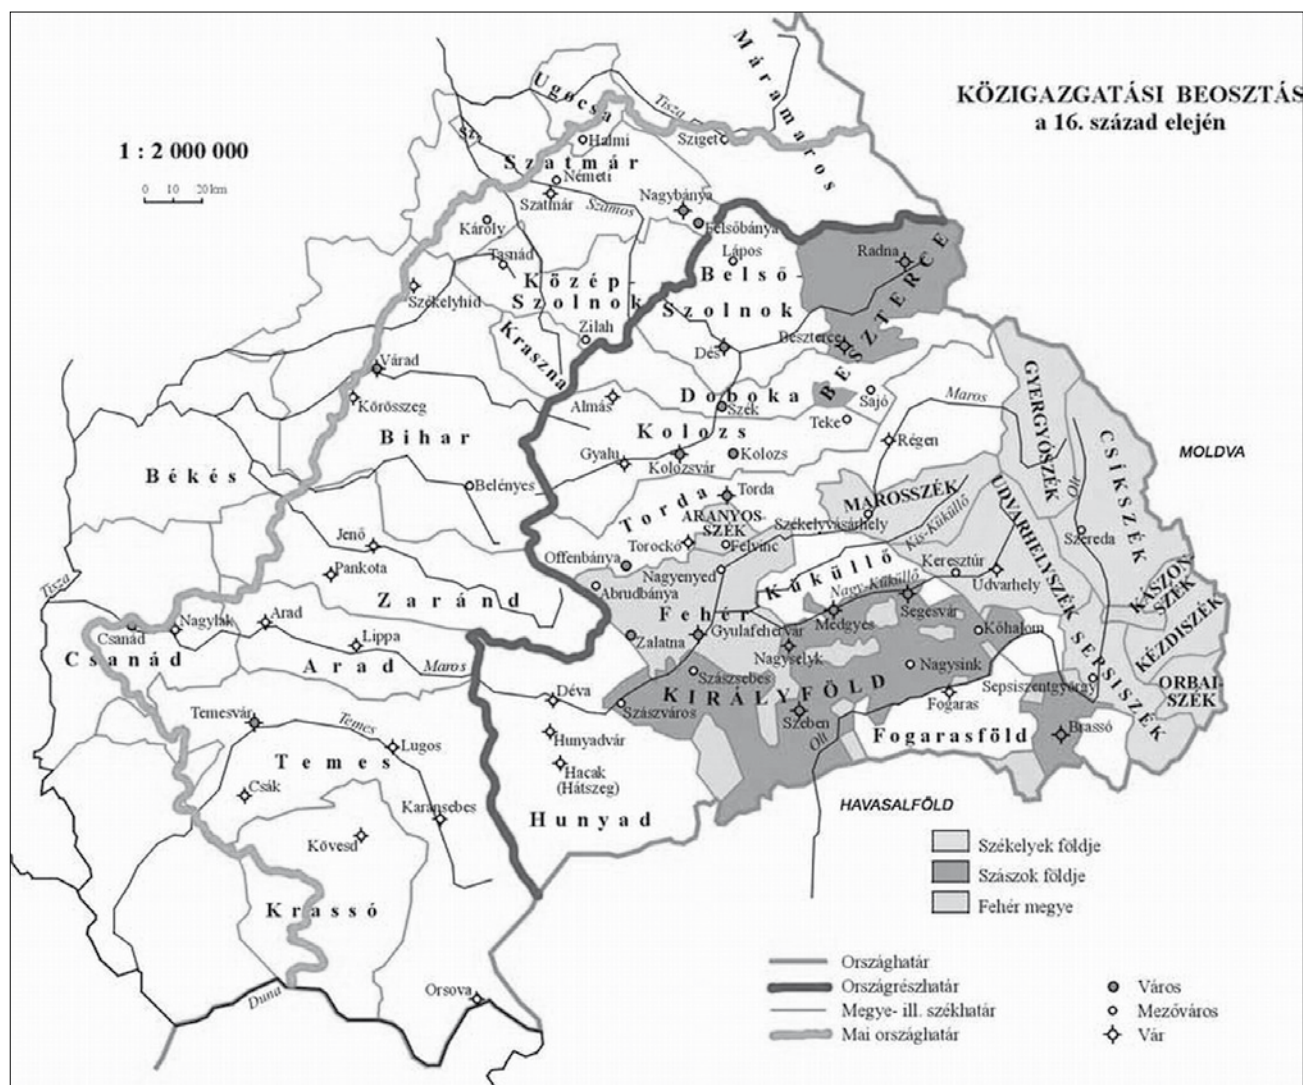 KÖZIGAZGATÁSI BEOSZTÁS
a 16. század elején
1 : 2 000 000
0 10 20 km
Máramaros
Ugocsa
Tisza
Halmi
Sziget
Szatmár
Németi
Szatmár
Szamos
Nagybánya
Felsőbánya
Károly
Tasnád
Lápos
Radna
Közép-
Szolnok
Belső-
Szolnok
Székelyhíd
Zilah
Kraszna
Dés
Beszterce
BESZTERCE
Várad
Kőrösszeg
Almás
Doboka
Szék
Sajó
Teke
Maros
GYERGYÓSZÉK
CSÍKSZÉK
MOLDVA
Bihar
Kolozs
Gyalu
Kolozsvár
Kolozs
Régen
Békés
Belényes
Torda
Torda
ARANYOS-
SZÉK
MAROSSZÉK
Székelyvásárhely
Kis-Küküllő
UDVARHELYSZÉK
Olt
Szereda
Jenő
Pankota
Offenbánya
Torockó
Felvinc
Nagyenyed
Abrudbánya
Küküllő
Nagy-Küküllő
Keresztúr
Udvarhely
KÁSZON-
SZÉK
KÉZDISZÉK
Tisza
Zaránd
Fehér
Medgyes
Segesvár
Kőhalom
Csanád
Nagylak
Arad
Lippa
Zalatna
Gyulafehérvár
Nagyselyk
Csanád
Arad
Maros
Szászsebes
Nagysink
Sepsiszentgyörgy
SEPSISZÉK
ORBAI-
SZÉK
KIRÁLYFÖLD
Déva
Szászváros
Szeben
Fogaras
Brassó
Temesvár
Temes
Lugos
Hunyadvár
Olt
Fogarasföld
Temes
Csák
Hacak
(Hátszeg)
Karánsebes
Hunyad
HAVASALFÖLD
Kövesd
Krassó
Duna
Orsova
Székelyek földje
Szászok földje
Fehér megye
Országhatár
Országrészhatár
Megye- ill. székhatár
Mai országhatár
Város
Mezőváros
Vár